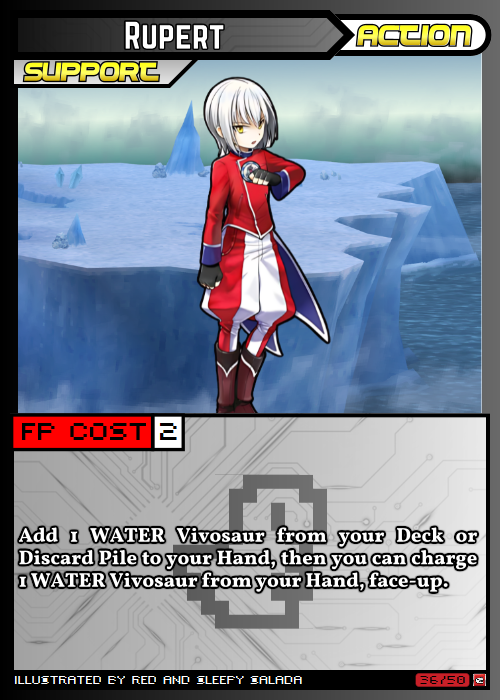 Rupert
ACTION
SUPPORT
FP COST 2
Add 1 WATER Vivosaur from your Deck or
Discard Pile to your Hand, then you can charge
1 WATER Vivosaur from your Hand, face-up.
ILLUSTRATED BY RED AND SLEEPY SALADA
36/50